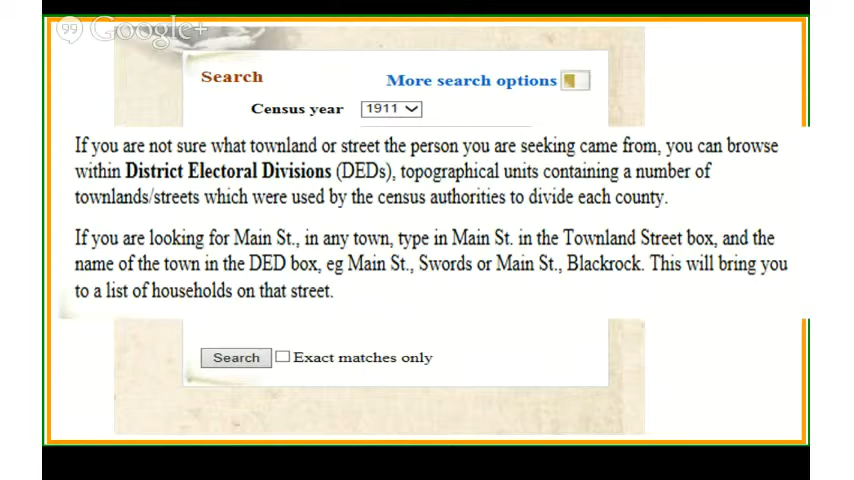 99 Google+
Search
More search options
Census year 1911
If you are not sure what townland or street the person you are seeking came from, you can browse
within District Electoral Divisions (DEDs), topographical units containing a number of
townlands/streets which were used by the census authorities to divide each county.
If you are looking for Main St., in any town, type in Main St. in the Townland Street box, and the
name of the town in the DED box, eg Main St., Swords or Main St., Blackrock. This will bring you
to a list of households on that street.
Search Exact matches only